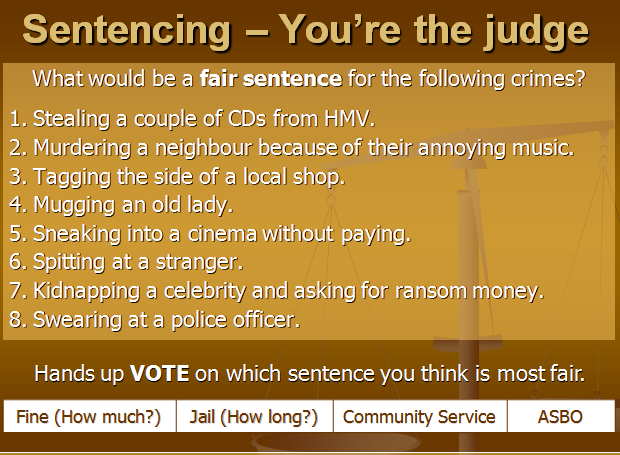 Sentencing – You’re the judge
What would be a fair sentence for the following crimes?
1. Stealing a couple of CDs from HMV.
2. Murdering a neighbour because of their annoying music.
3. Tagging the side of a local shop.
4. Mugging an old lady.
5. Sneaking into a cinema without paying.
6. Spitting at a stranger.
7. Kidnapping a celebrity and asking for ransom money.
8. Swearing at a police officer.
Hands up VOTE on which sentence you think is most fair.
Fine (How much?) Jail (How long?) Community Service ASBO